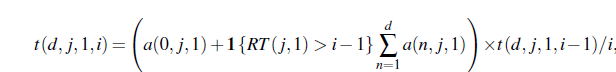 t(d, j, 1, i) = ( a(0, j, 1) + 1{RT(j, 1) > i − 1} ∑_{n=1}^{d} a(n, j, 1) ) ×t(d, j, 1, i−1)/i,